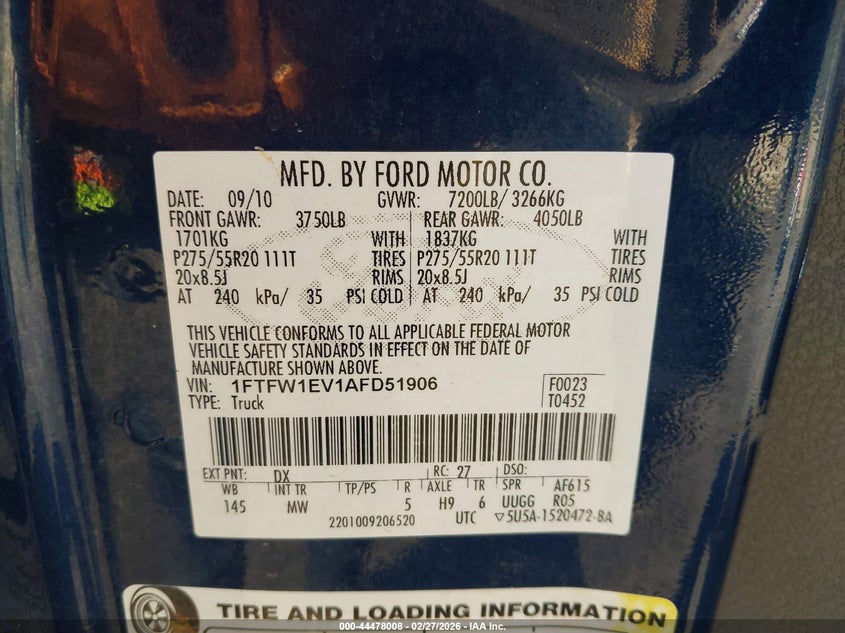 MFD. BY FORD MOTOR CO.
DATE: 09/10 GVWR: 7200LB/ 3266KG
FRONT GAWR: 3750LB REAR GAWR: 4050LB
1701KG WITH 1837KG WITH
P275/55R20 111T TIRES P275/55R20 111T TIRES
20x8.5J RIMS 20x8.5J RIMS
AT 240 kPa/ 35 PSI COLD AT 240 kPa/ 35 PSI COLD
THIS VEHICLE CONFORMS TO ALL APPLICABLE FEDERAL MOTOR
VEHICLE SAFETY STANDARDS IN EFFECT ON THE DATE OF
MANUFACTURE SHOWN ABOVE.
VIN: 1FTFW1EV1AFD51906 F0023
TYPE: Truck T0452
EXT PNT: DX RC: 27 DSO:
WB INT TR TP/PS R AXLE TR SPR AF615
145 MW 5 H9 6 UUGG R05
2201009206520 UTC ▽5U5A-1520472-BA
TIRE AND LOADING INFORMATION
000-44478008 - 02/27/2026 - IAA Inc.